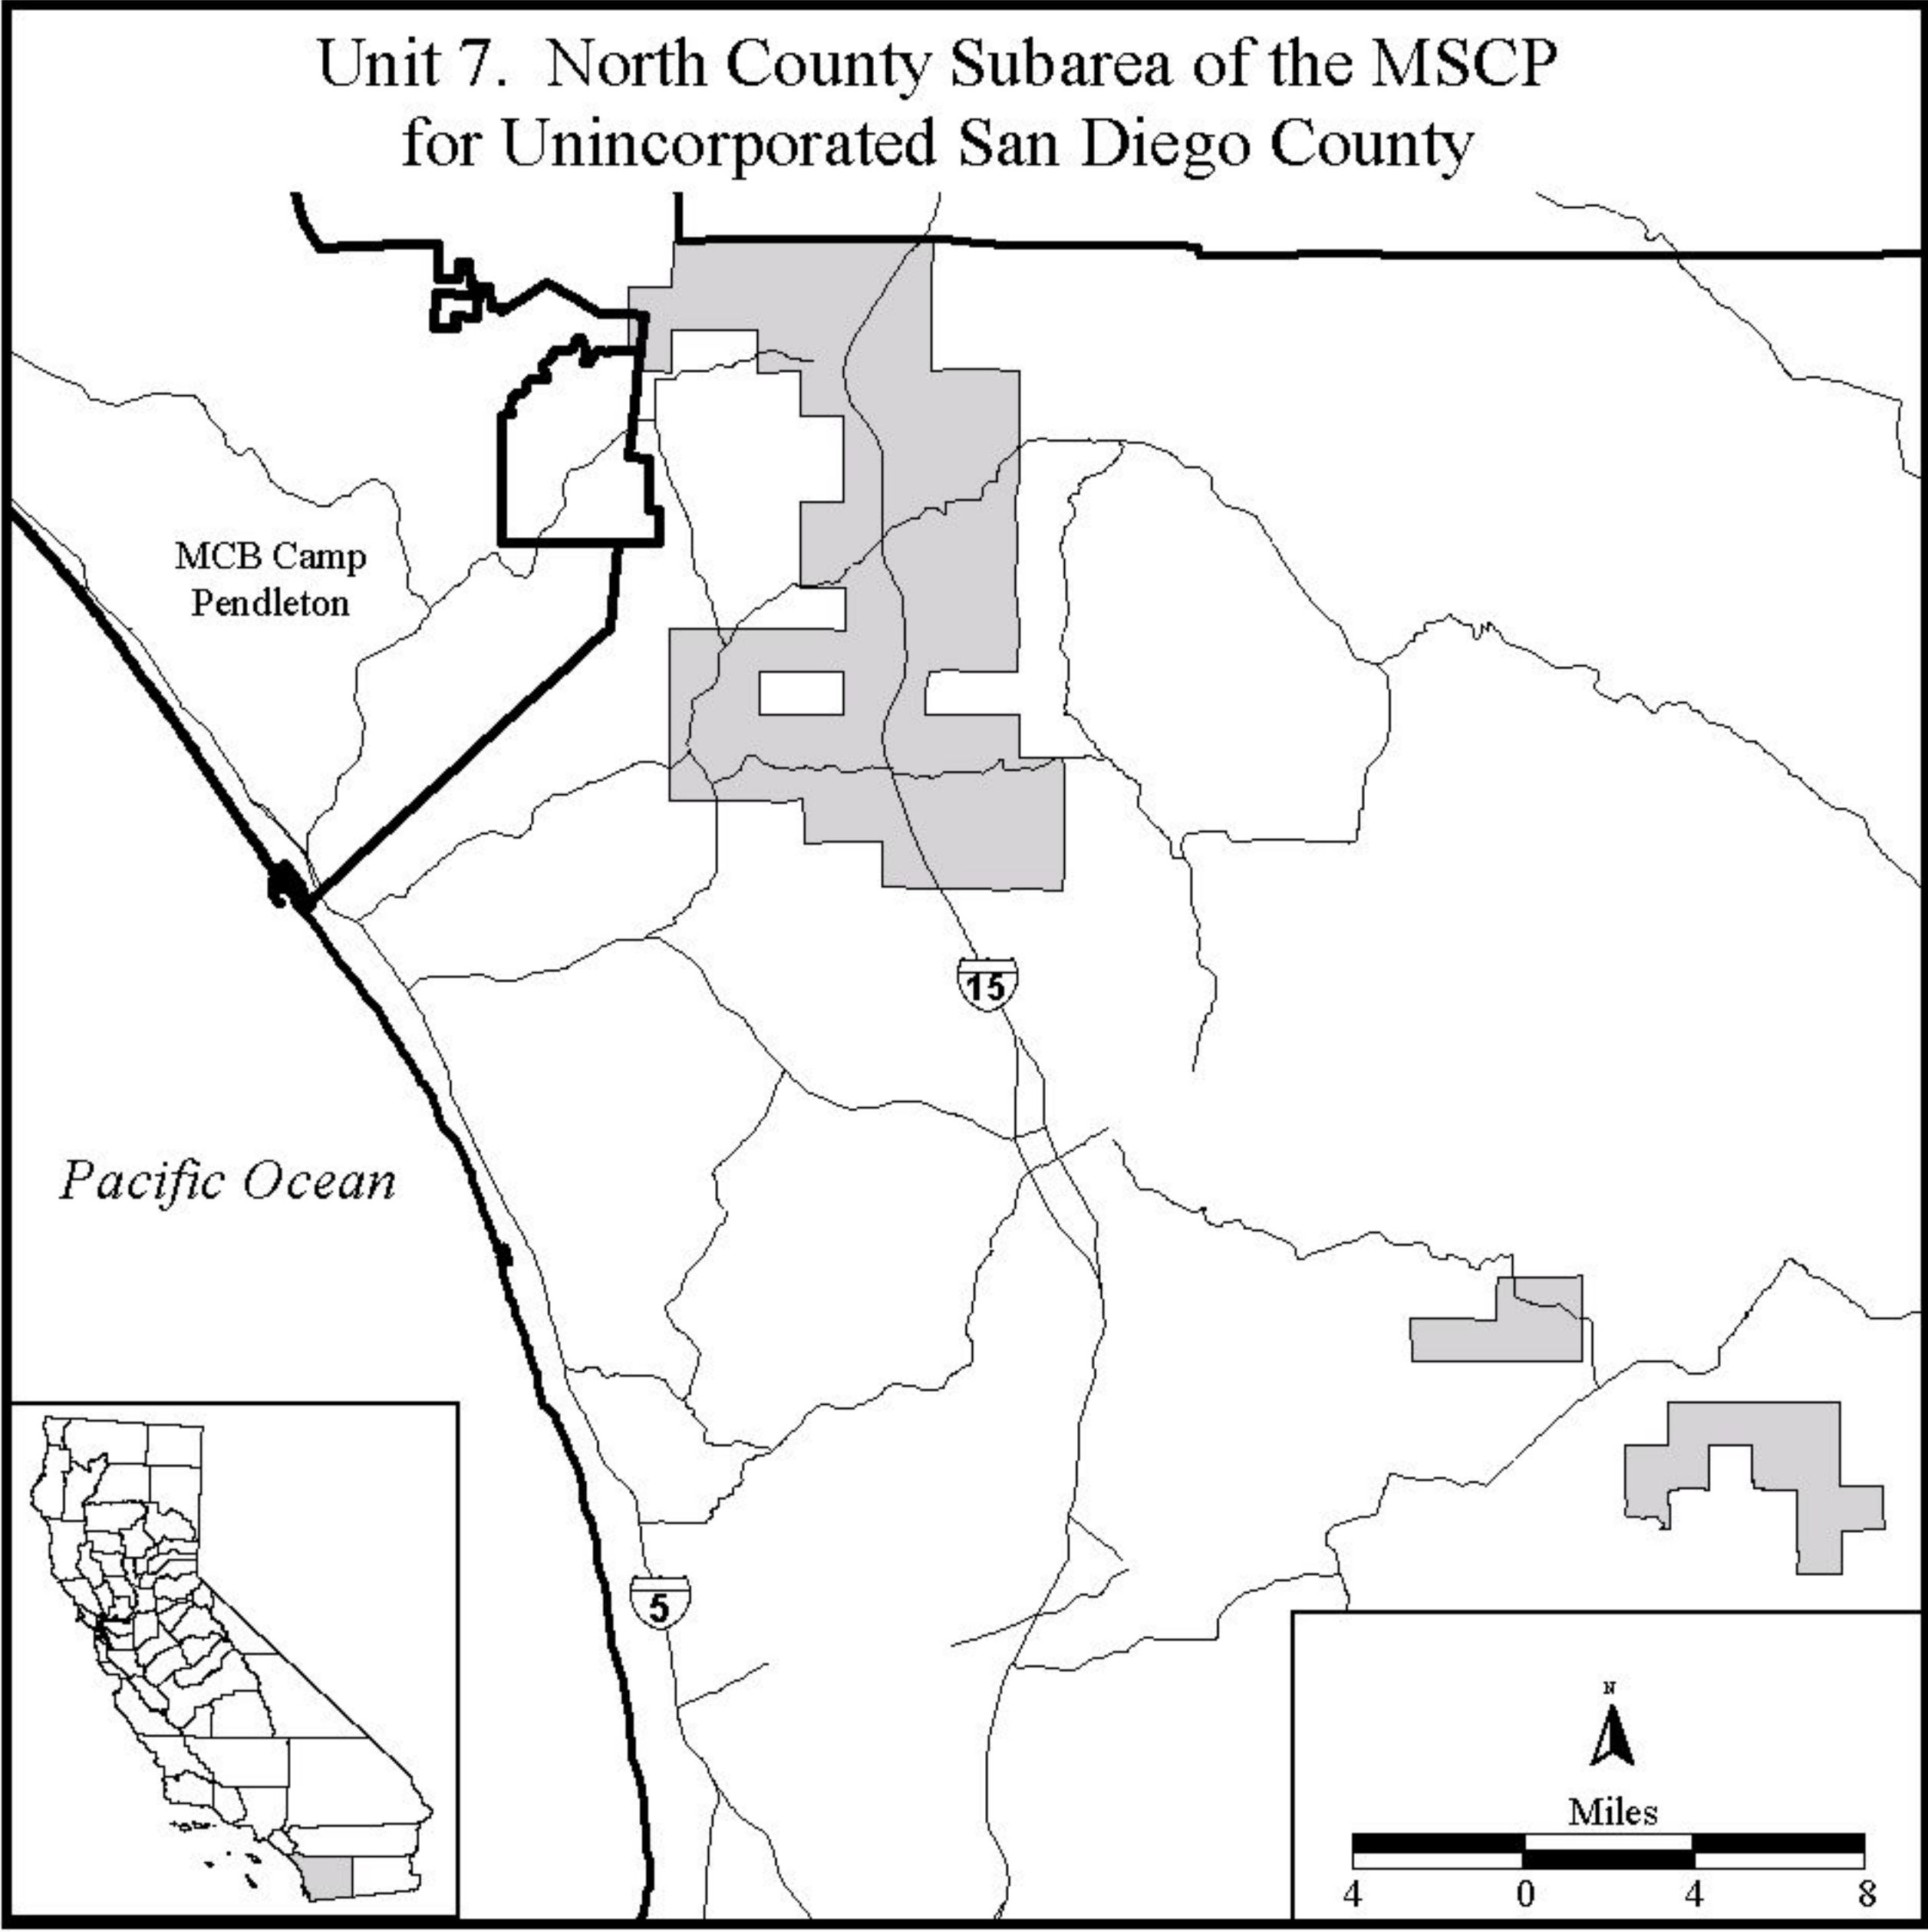 Unit 7. North County Subarea of the MSCP
for Unincorporated San Diego County
MCB Camp
Pendleton
15
Pacific Ocean
5
N
Miles
4 0 4 8